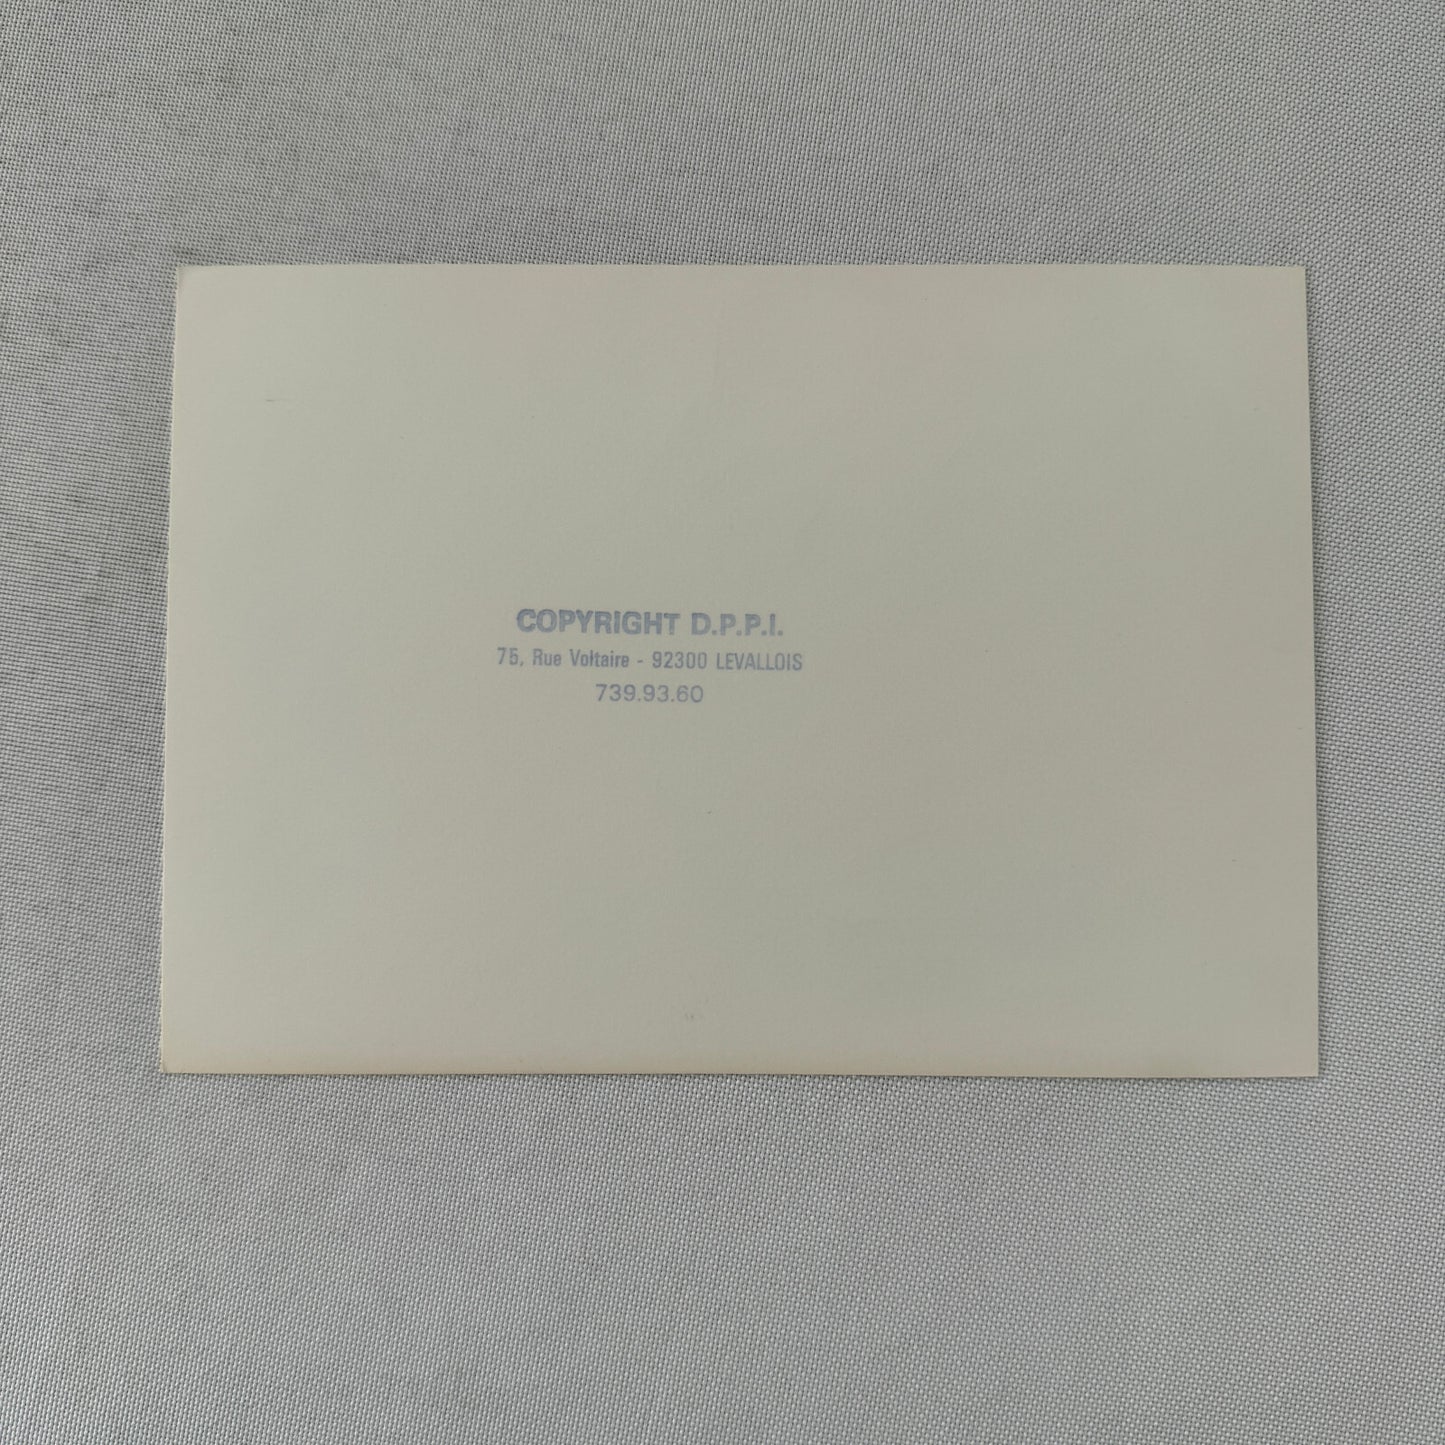 COPYRIGHT D.P.P.I.
75, Rue Voltaire - 92300 LEVALLOIS
739.93.60